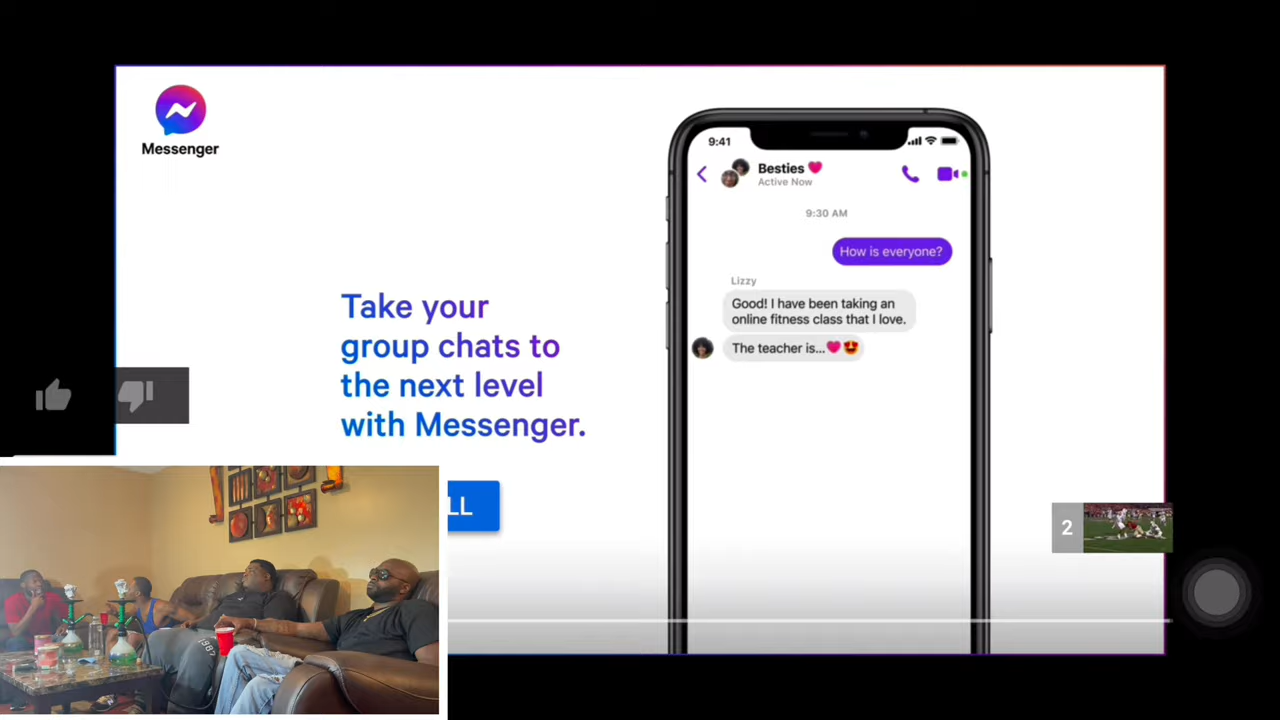 Messenger
Take your
group chats to
the next level
with Messenger.
LL
9:41
Besties
Active Now
9:30 AM
How is everyone?
Lizzy
Good! I have been taking an
online fitness class that I love.
The teacher is...
2
1987